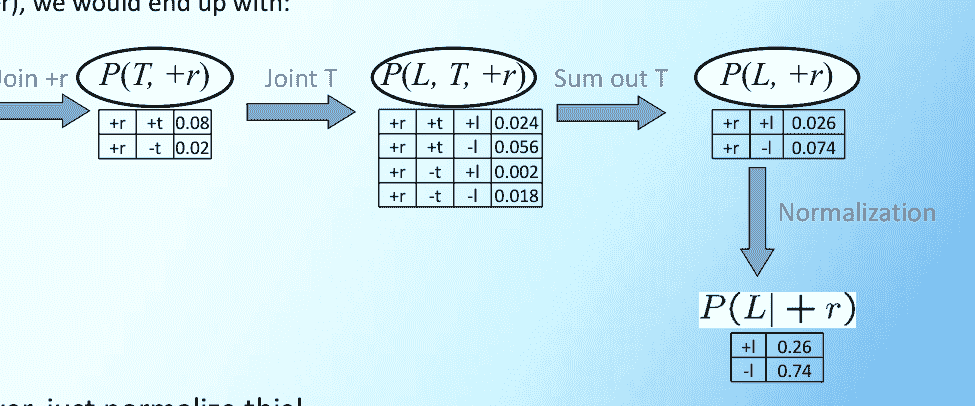 we would end up with:
Join +r P(T, +r) Joint T P(L, T, +r) Sum out T P(L, +r)
+r +t 0.08
+r -t 0.02
+r +t +l 0.024
+r +t -l 0.056
+r -t +l 0.002
+r -t -l 0.018
+r +l 0.026
+r -l 0.074
Normalization
P(L| + r)
+l 0.26
-l 0.74
just normalize this!